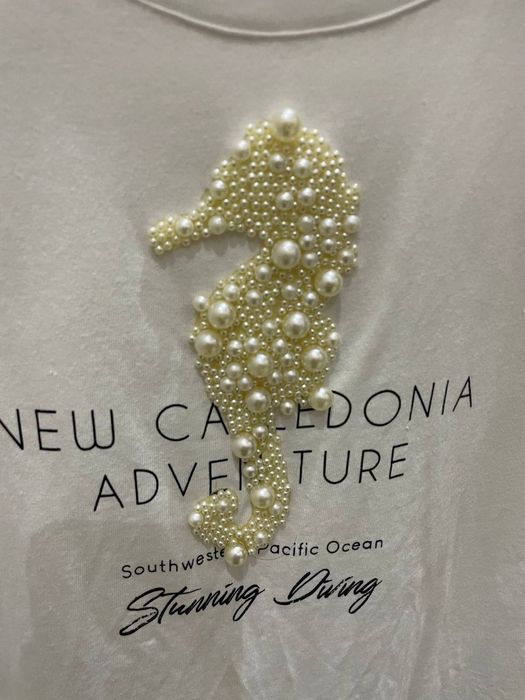 NEW CALEDONIA
ADVENTURE
Southwestern Pacific Ocean
Stunning Diving